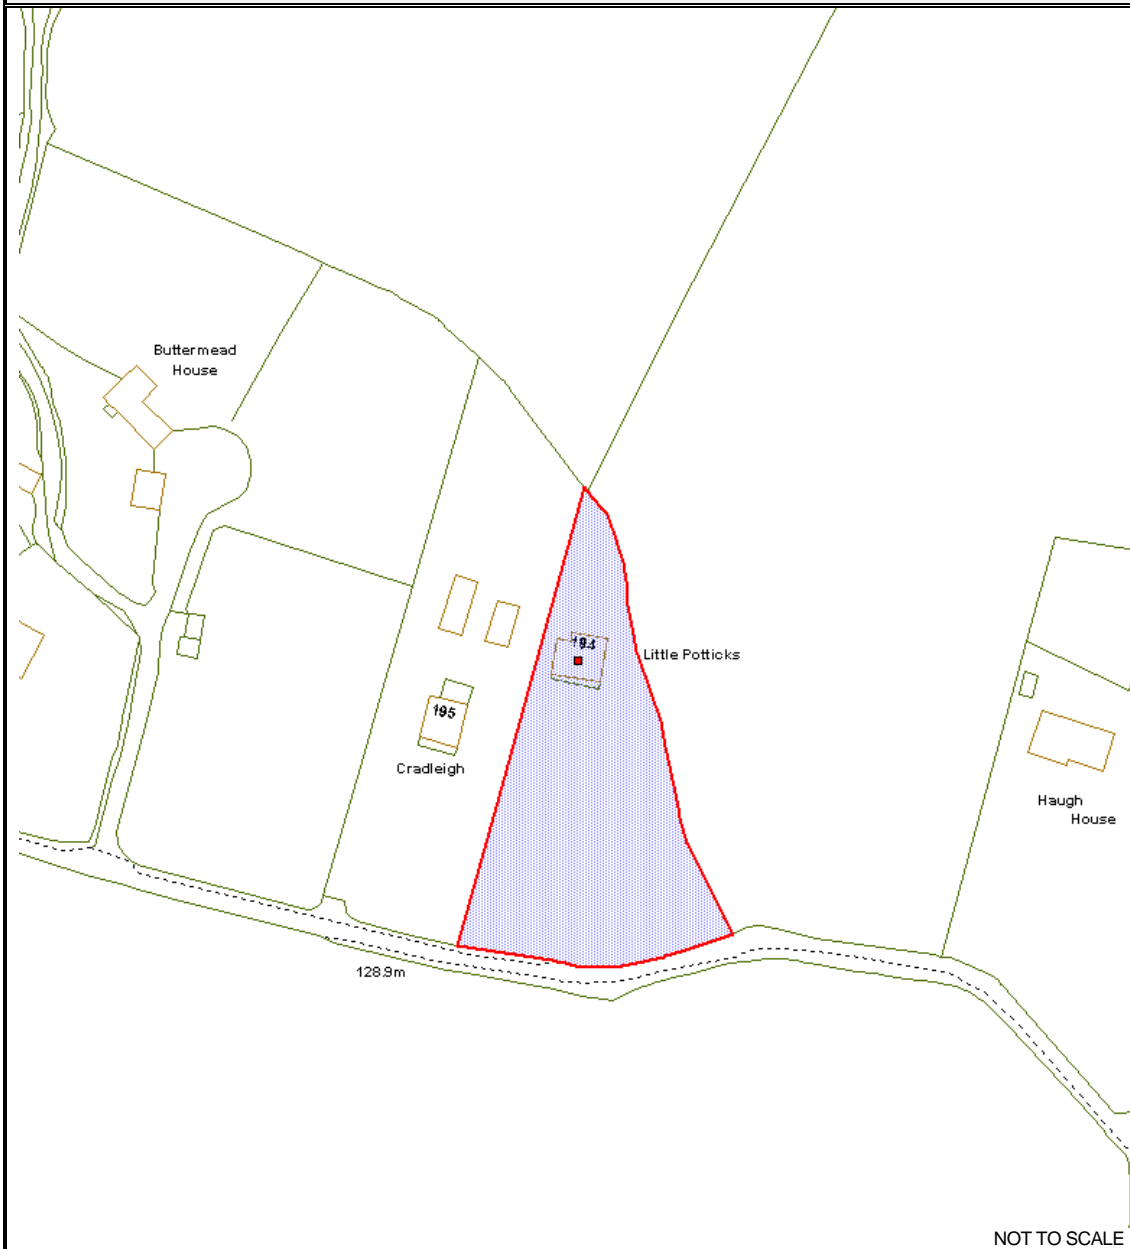 Buttermead
House
194
Little Potticks
195
Cradleigh
Haugh
House
128.9m
NOT TO SCALE